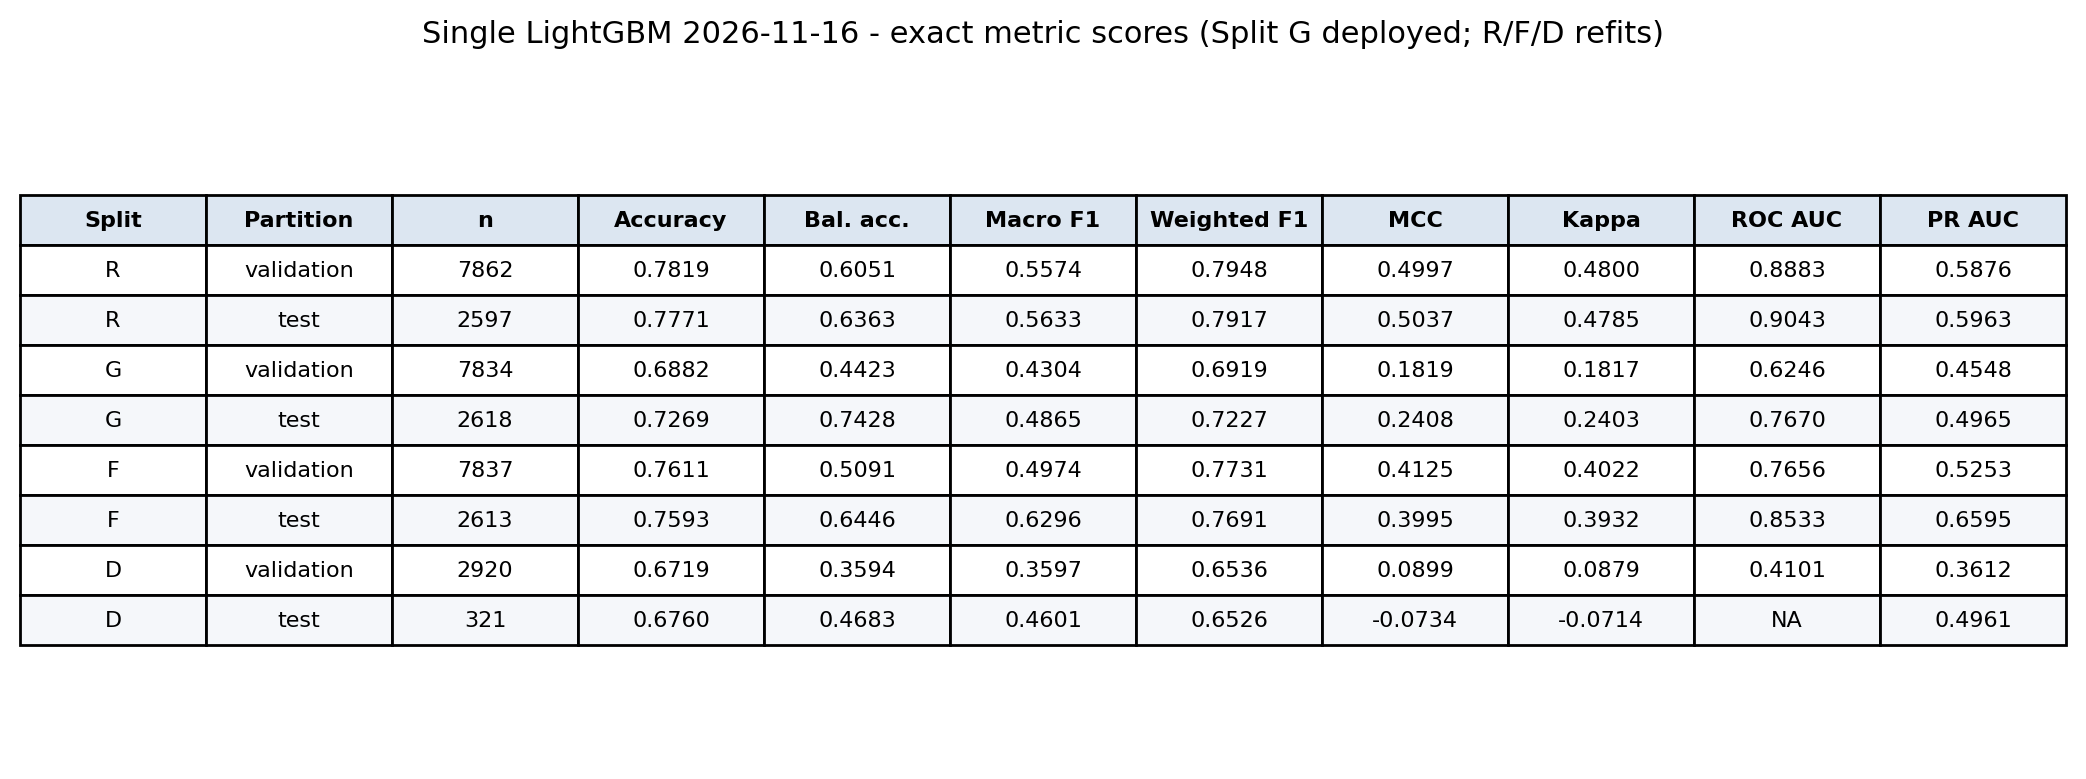 Single LightGBM 2026-11-16 - exact metric scores (Split G deployed; R/F/D refits)
Split Partition n Accuracy Bal. acc. Macro F1 Weighted F1 MCC Kappa ROC AUC PR AUC
R validation 7862 0.7819 0.6051 0.5574 0.7948 0.4997 0.4800 0.8883 0.5876
R test 2597 0.7771 0.6363 0.5633 0.7917 0.5037 0.4785 0.9043 0.5963
G validation 7834 0.6882 0.4423 0.4304 0.6919 0.1819 0.1817 0.6246 0.4548
G test 2618 0.7269 0.7428 0.4865 0.7227 0.2408 0.2403 0.7670 0.4965
F validation 7837 0.7611 0.5091 0.4974 0.7731 0.4125 0.4022 0.7656 0.5253
F test 2613 0.7593 0.6446 0.6296 0.7691 0.3995 0.3932 0.8533 0.6595
D validation 2920 0.6719 0.3594 0.3597 0.6536 0.0899 0.0879 0.4101 0.3612
D test 321 0.6760 0.4683 0.4601 0.6526 -0.0734 -0.0714 NA 0.4961